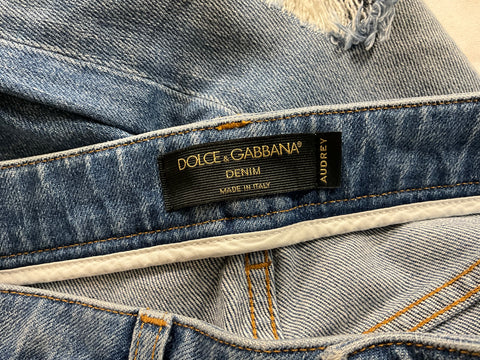 DOLCE & GABBANA®
DENIM
MADE IN ITALY
AUDREY